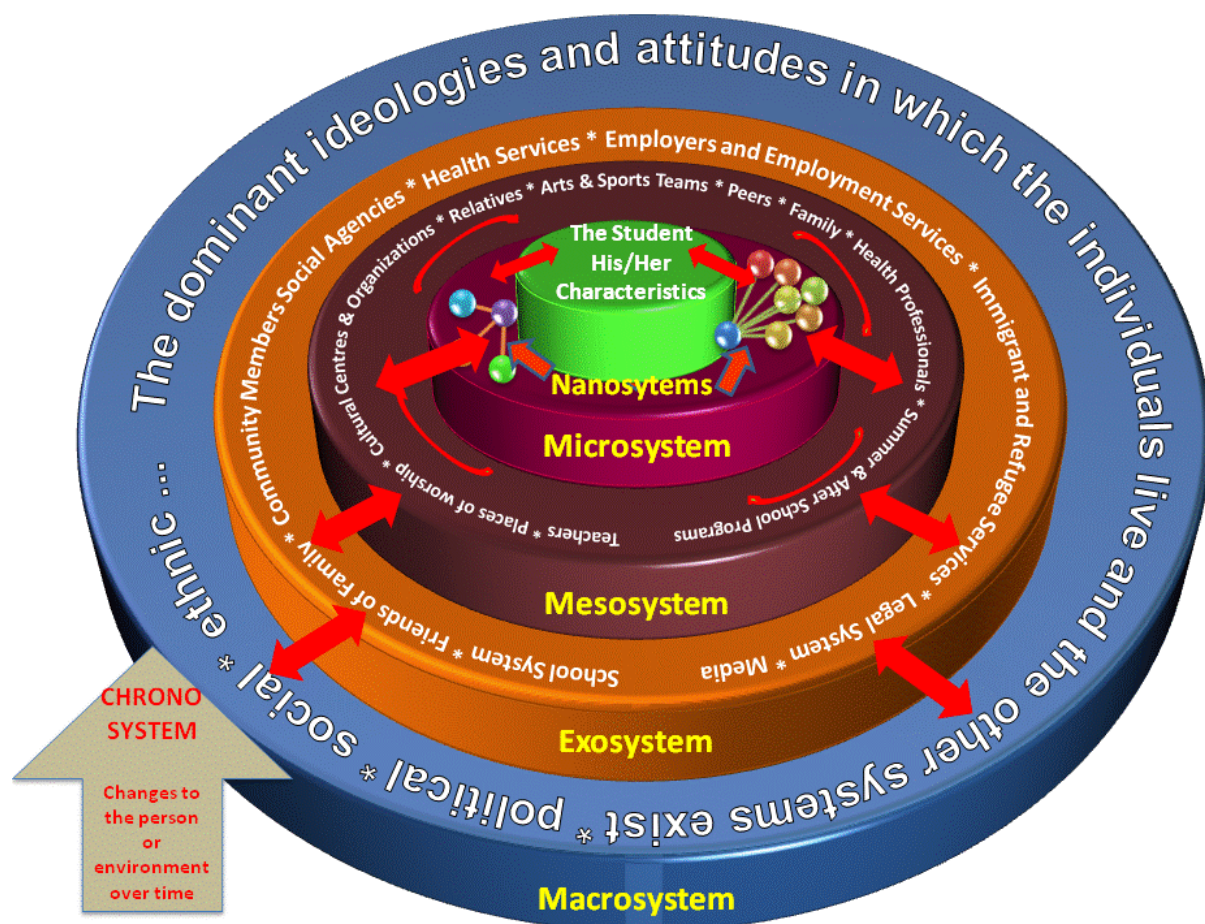 The dominant ideologies and attitudes in which the individuals live and the other systems exist * political * social * ethnic ...
School System * Friends of Family * Community Members Social Agencies * Health Services * Employers and Employment Services * Immigrant and Refugee Services * Legal System * Media
Teachers * Places of worship * Cultural Centres & Organizations * Relatives * Arts & Sports Teams * Peers * Family * Health Professionals * Summer & After School Programs
The Student
His/Her
Characteristics
Nanosytems
Microsystem
Mesosystem
Exosystem
Macrosystem
CHRONO
SYSTEM
Changes to
the person
or
environment
over time